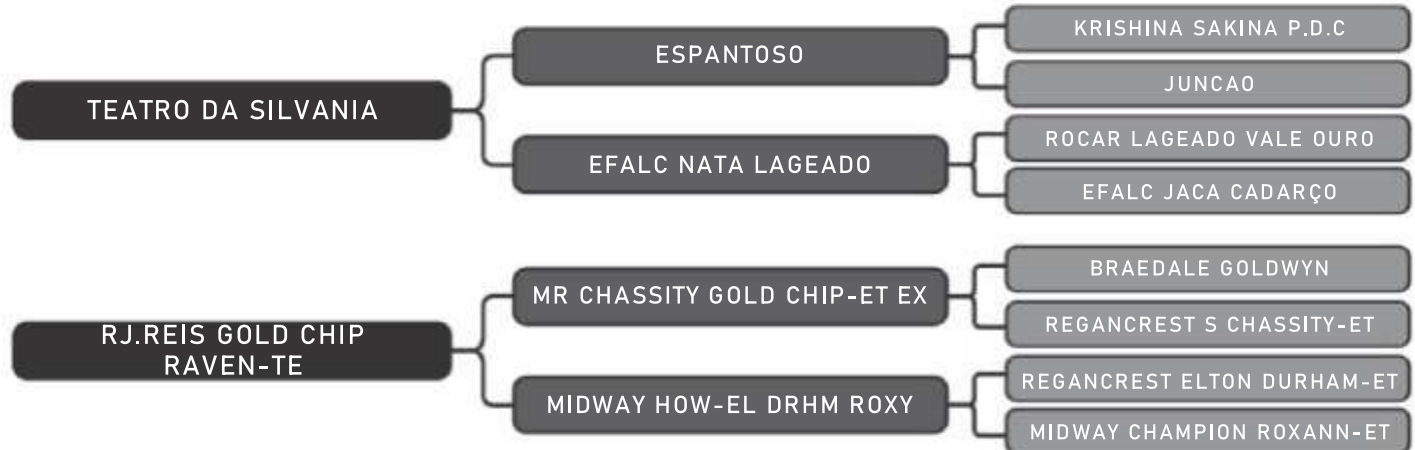 KRISHINA SAKINA P.D.C
ESPANTOSO
JUNCAO
TEATRO DA SILVANIA
ROCAR LAGEADO VALE OURO
EFALC NATA LAGEADO
EFALC JACA CADARÇO
BRAEDALE GOLDWYN
MR CHASSITY GOLD CHIP-ET EX
REGANCREST S CHASSITY-ET
RJ.REIS GOLD CHIP
RAVEN-TE
REGANCREST ELTON DURHAM-ET
MIDWAY HOW-EL DRHM ROXY
MIDWAY CHAMPION ROXANN-ET